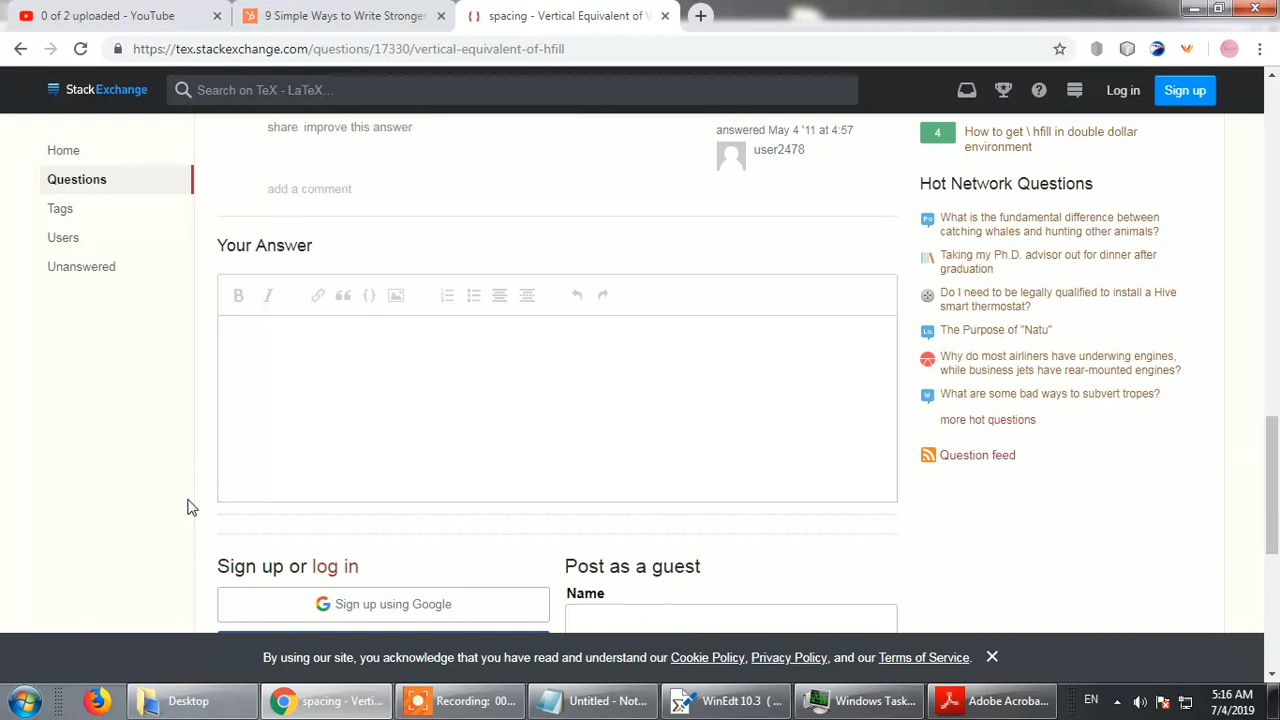 0 of 2 uploaded - YouTube
9 Simple Ways to Write Stronger
spacing - Vertical Equivalent of \
https://tex.stackexchange.com/questions/17330/vertical-equivalent-of-hfill
StackExchange
Search on TeX - LaTeX...
Log in
Sign up
Home
Questions
Tags
Users
Unanswered
share improve this answer
answered May 4 '11 at 4:57
user2478
add a comment
Your Answer
Sign up or log in
Sign up using Google
Post as a guest
Name
4
How to get \ hfill in double dollar
environment
Hot Network Questions
What is the fundamental difference between
catching whales and hunting other animals?
Taking my Ph.D. advisor out for dinner after
graduation
Do I need to be legally qualified to install a Hive
smart thermostat?
The Purpose of "Natu"
Why do most airliners have underwing engines,
while business jets have rear-mounted engines?
What are some bad ways to subvert tropes?
more hot questions
Question feed
By using our site, you acknowledge that you have read and understand our Cookie Policy, Privacy Policy, and our Terms of Service.
Desktop
spacing - Verti...
Recording: 00...
Untitled - Not...
WinEdt 10.3 ( ...
Windows Task...
Adobe Acroba...
EN
5:16 AM
7/4/2019